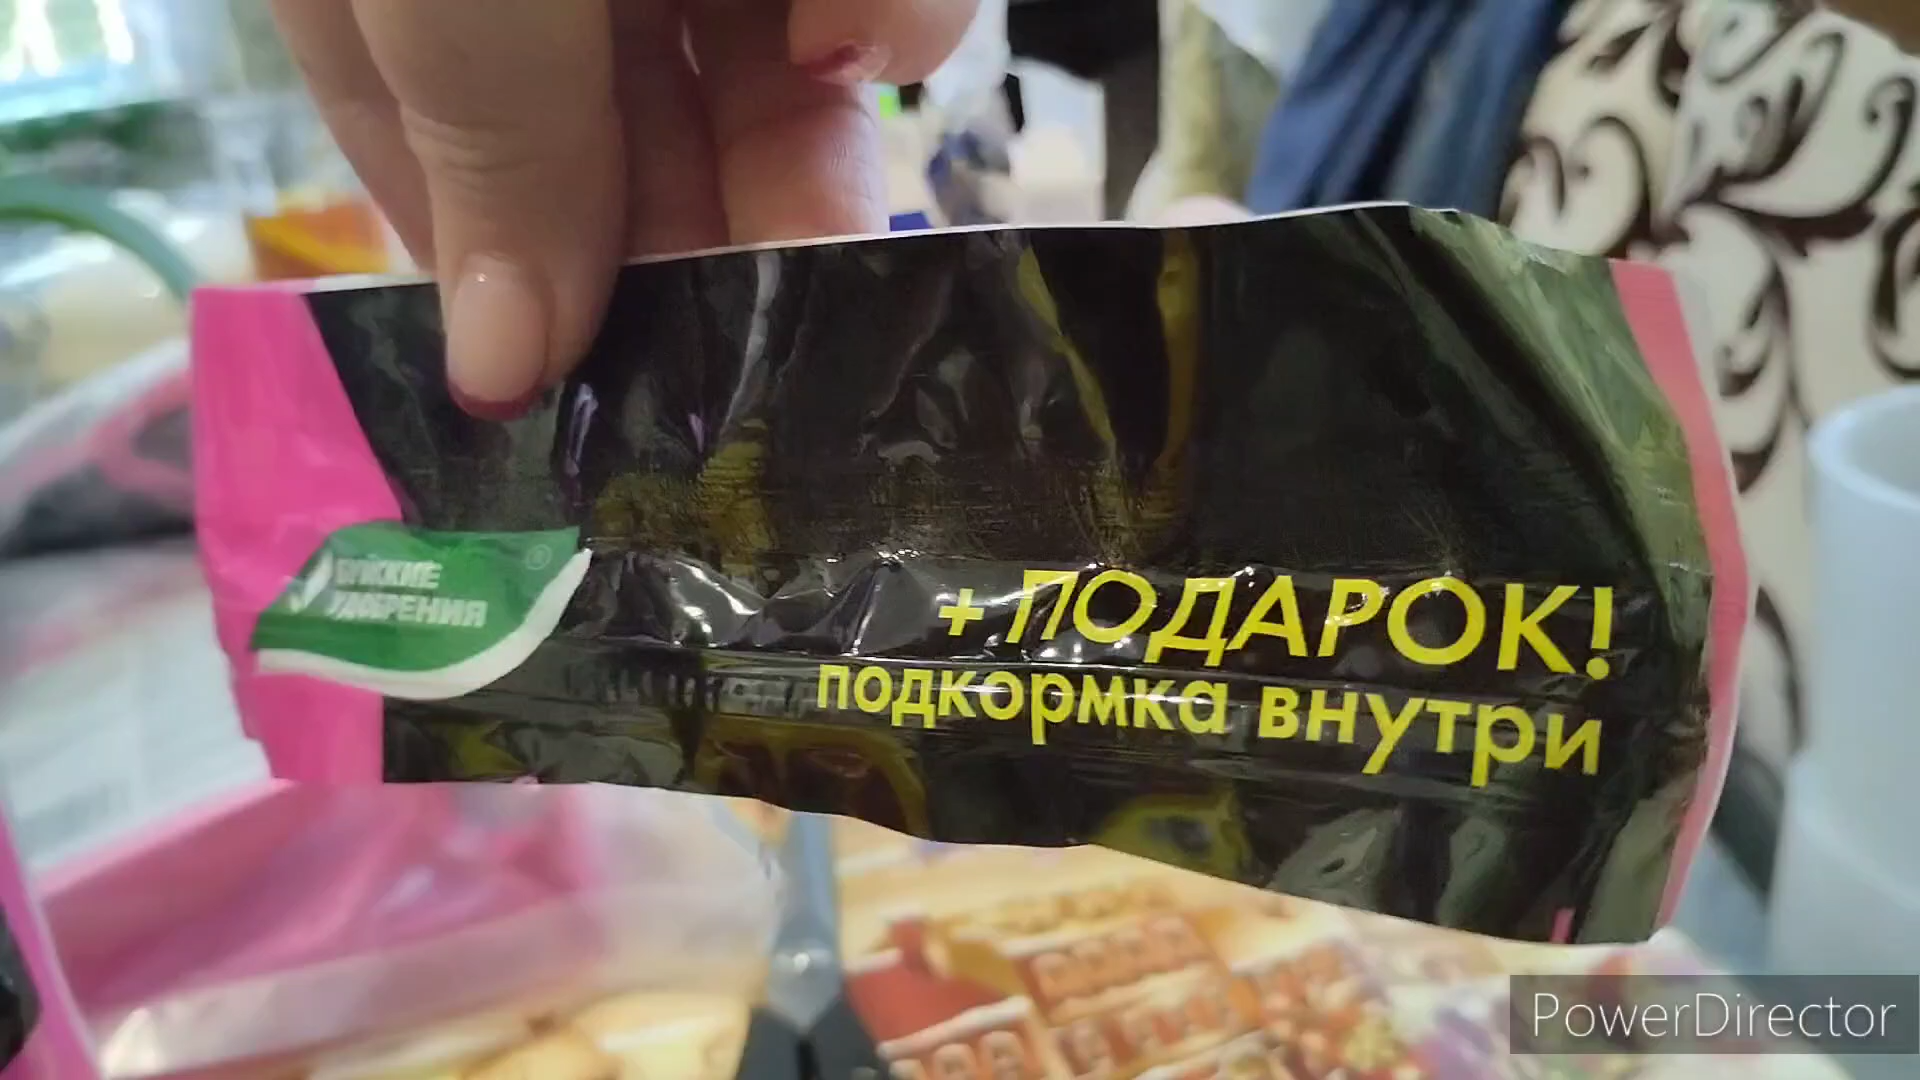 БУЙСКИЕ
УДОБРЕНИЯ
®
+ ПОДАРОК!
подкормка внутри
PowerDirector